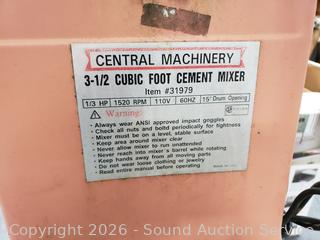 CENTRAL MACHINERY
3-1/2 CUBIC FOOT CEMENT MIXER
Item #31979
1/3 HP 1520 RPM 110V 60HZ 15" Drum Opening
⚠ Warning:
• Always wear ANSI approved impact goggles
• Check all nuts and bolld periodically for tightness
• Mixer must be on a level, stable surface
• Keep area around mixer clear
• Never allow mixer to run unattended
• Never reach into mixer's barrel while rotating
• Keep hands away from all moving parts
• Do not wear loose clothing or jewelry
• Read entire manual before operating
Copyright 2026 - Sound Auction Service